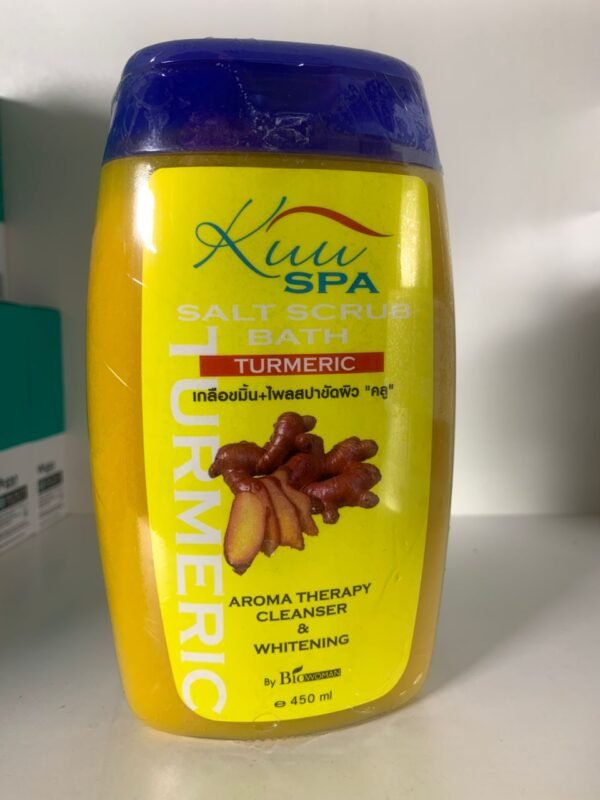 Kuu
SPA
SALT SCRUB
BATH
TURMERIC
เกลือขมิ้น+ไพลสปาขัดผิว "คลู"
TURMERIC
AROMA THERAPY
CLEANSER
&
WHITENING
By BioWOMAN
℮ 450 ml